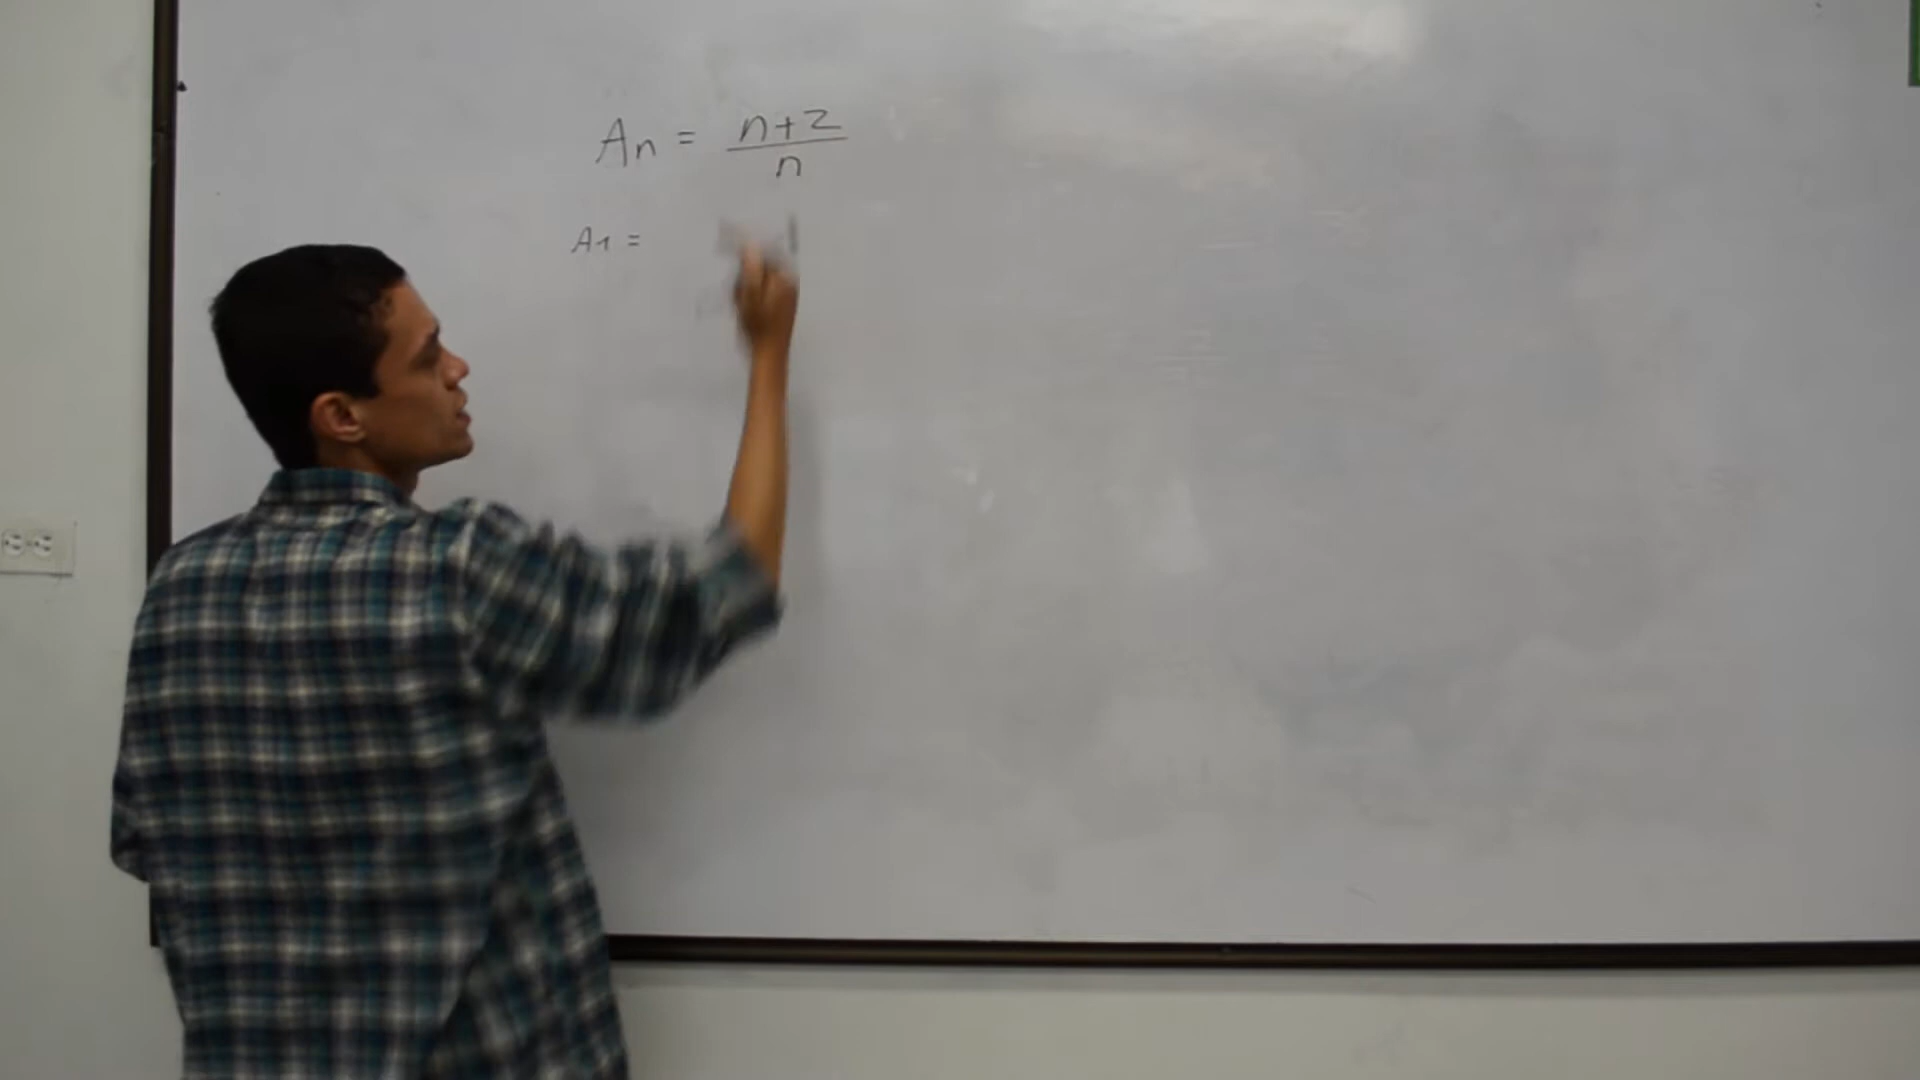 An = n+2/n
A1 =